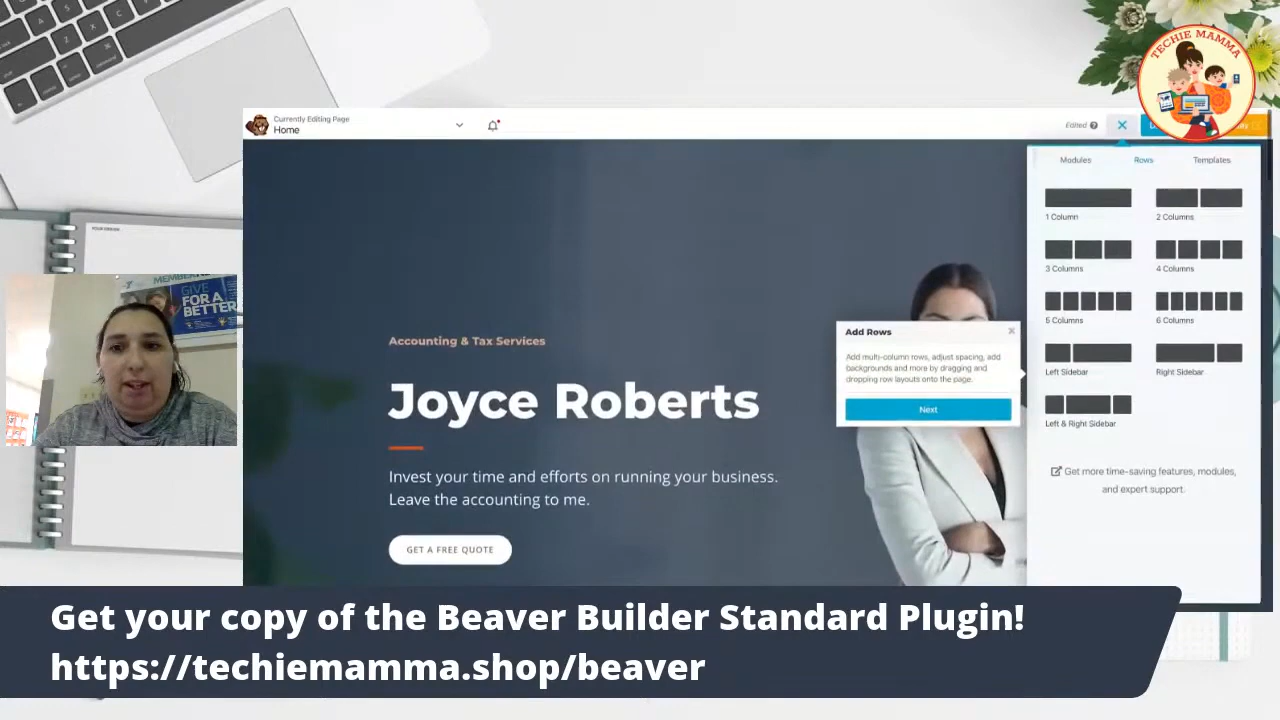 TECHIE MAMMA
Currently Editing Page
Home
Edited
Modules
Rows
Templates
1 Column
2 Columns
3 Columns
4 Columns
5 Columns
6 Columns
Left Sidebar
Right Sidebar
Left & Right Sidebar
Get more time-saving features, modules,
and expert support.
Add Rows
Add multi-column rows, adjust spacing, add
backgrounds and more by dragging and
dropping row layouts onto the page.
Next
Accounting & Tax Services
Joyce Roberts
Invest your time and efforts on running your business.
Leave the accounting to me.
GET A FREE QUOTE
GIVE
FOR A
BETTER
Get your copy of the Beaver Builder Standard Plugin!
https://techiemamma.shop/beaver